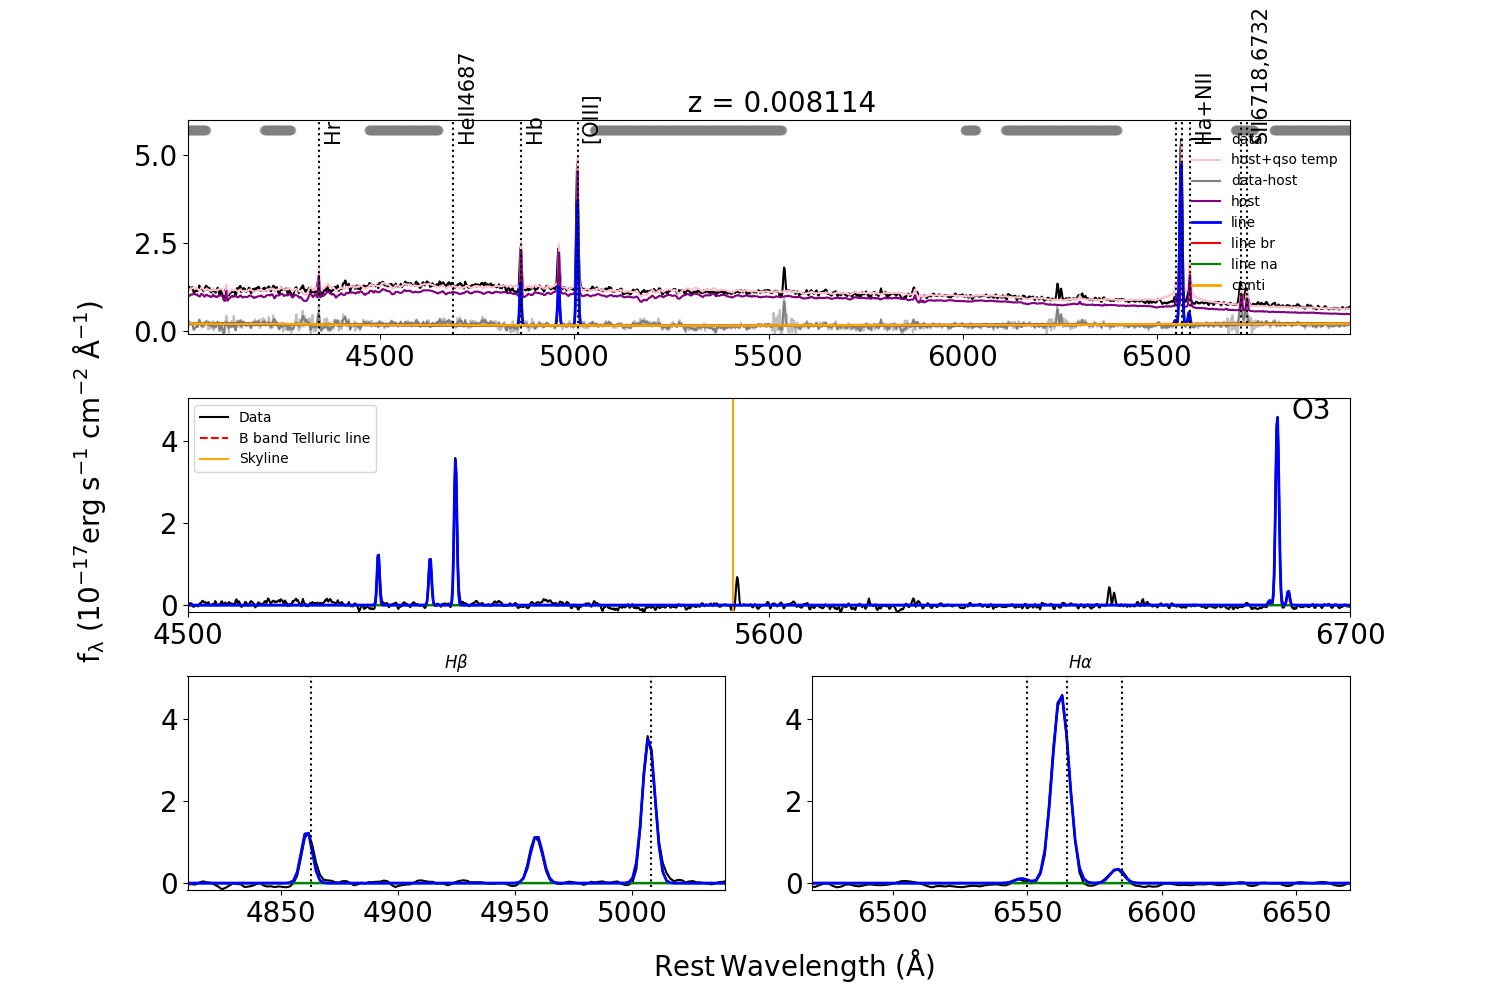 z = 0.008114
Hr
HeII4687
Hb
[OIII]
Ha+NII
SII6718,6732
data
host+qso temp
data-host
host
line
line br
line na
conti
5.0
2.5
0.0
4500 5000 5500 6000 6500
f_λ (10⁻¹⁷erg s⁻¹ cm⁻² Å⁻¹)
Data
B band Telluric line
Skyline
O3
4
2
0
4500 5600 6700
Hβ
4
2
0
4850 4900 4950 5000
Hα
4
2
0
6500 6550 6600 6650
Rest Wavelength (Å)